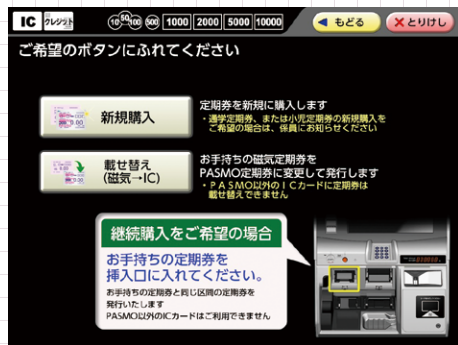 IC クレジット 10 50 100 500 1000 2000 5000 10000 もどる とりけし
ご希望のボタンにふれてください
新規購入
定期券を新規に購入します
・通学定期券、または小児定期券の新規購入を
ご希望の場合は、係員にお知らせください
載せ替え
(磁気→IC)
お手持ちの磁気定期券を
PASMO定期券に変更して発行します
・PASMO以外のICカードに定期券は
載せ替えできません
継続購入をご希望の場合
お手持ちの定期券を
挿入口に入れてください。
お手持ちの定期券と同じ区間の定期券を
発行いたします
PASMO以外のICカードはご利用できません